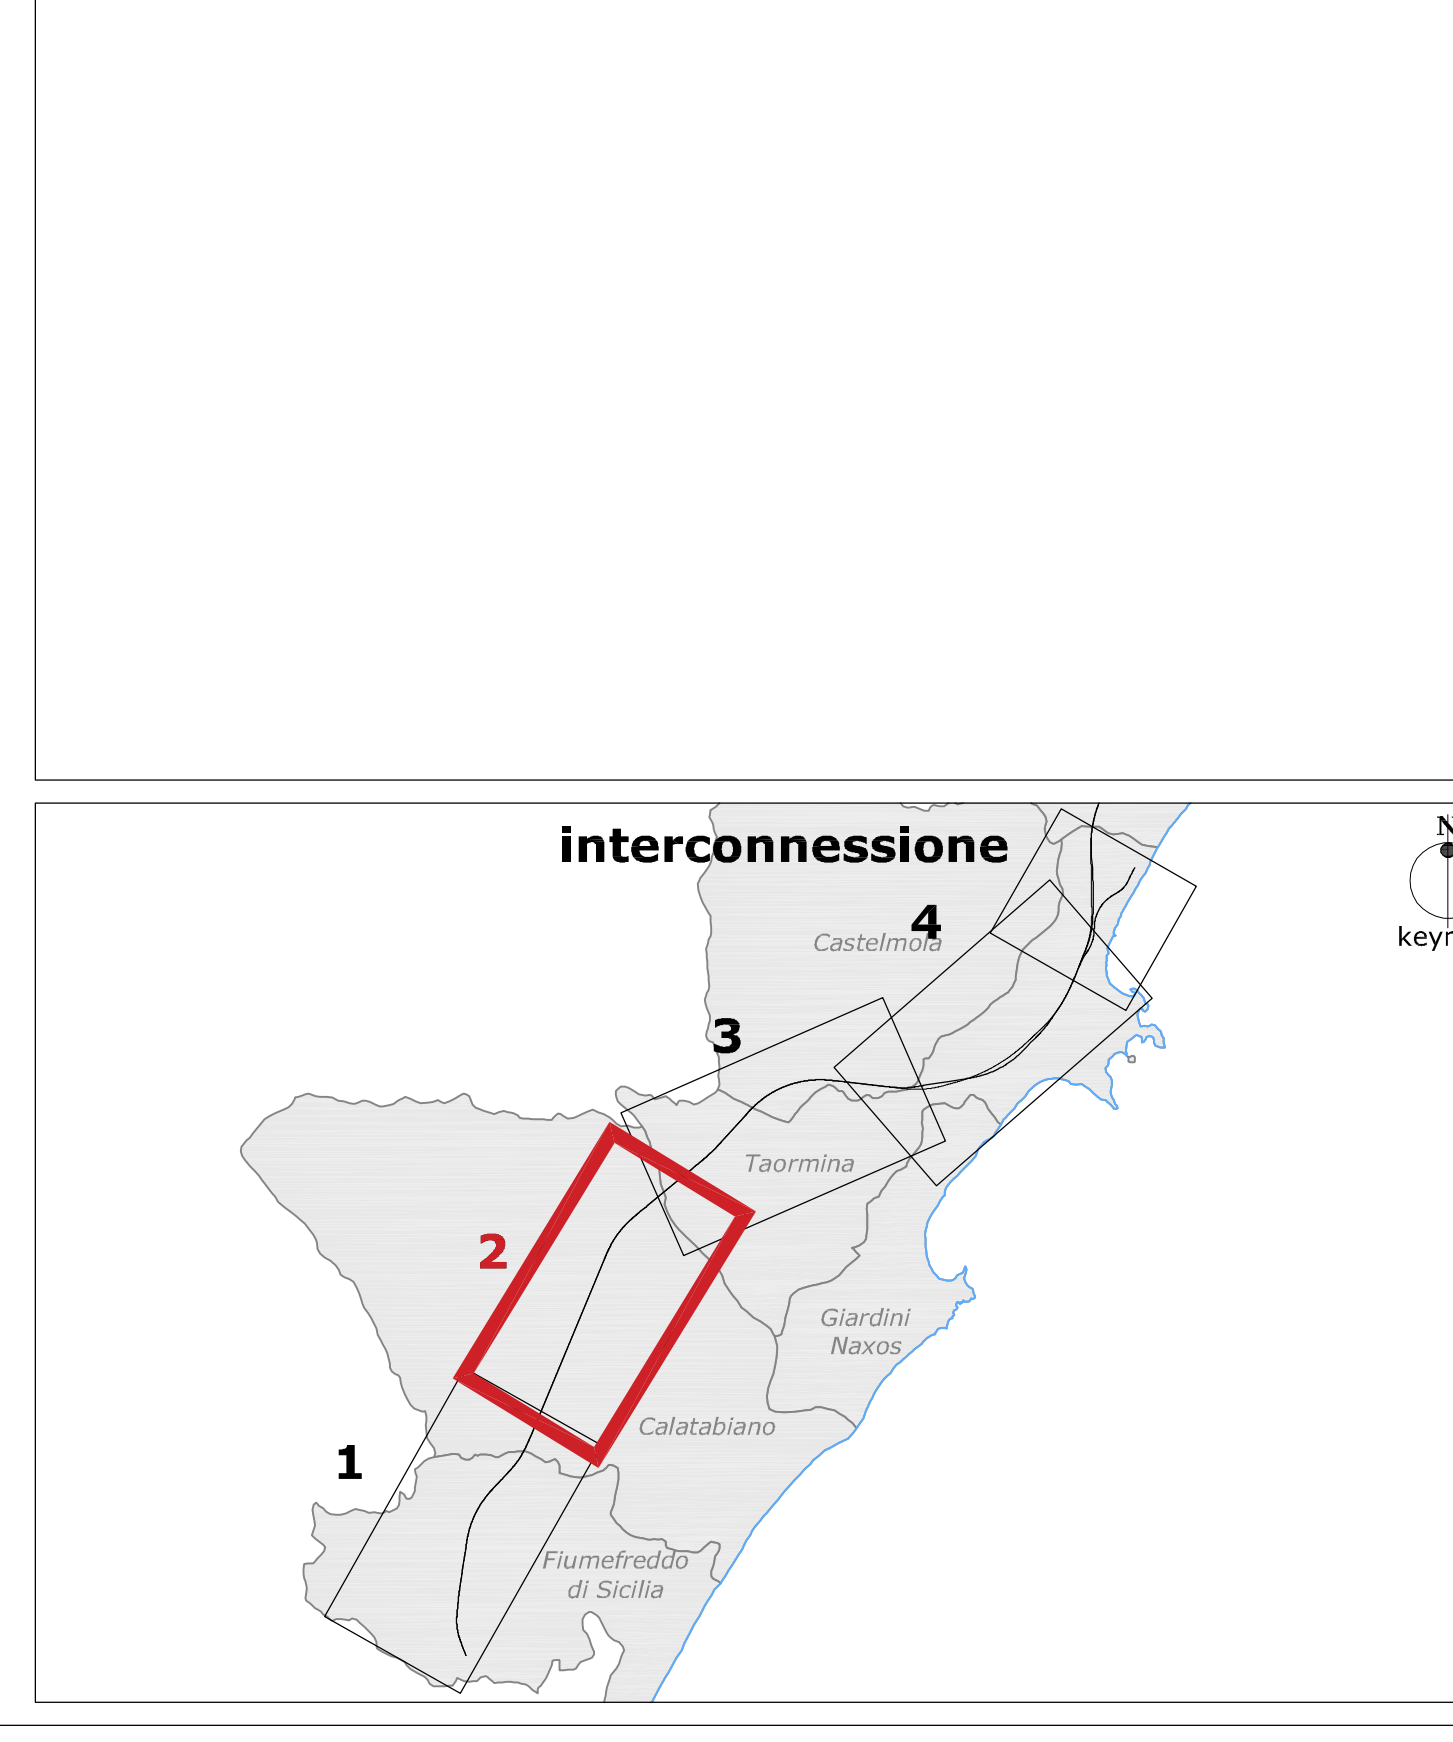 interconnessione
N
4
Castelmola
3
Taormina
2
Giardini
Naxos
Calatabiano
1
Fiumefreddo
di Sicilia